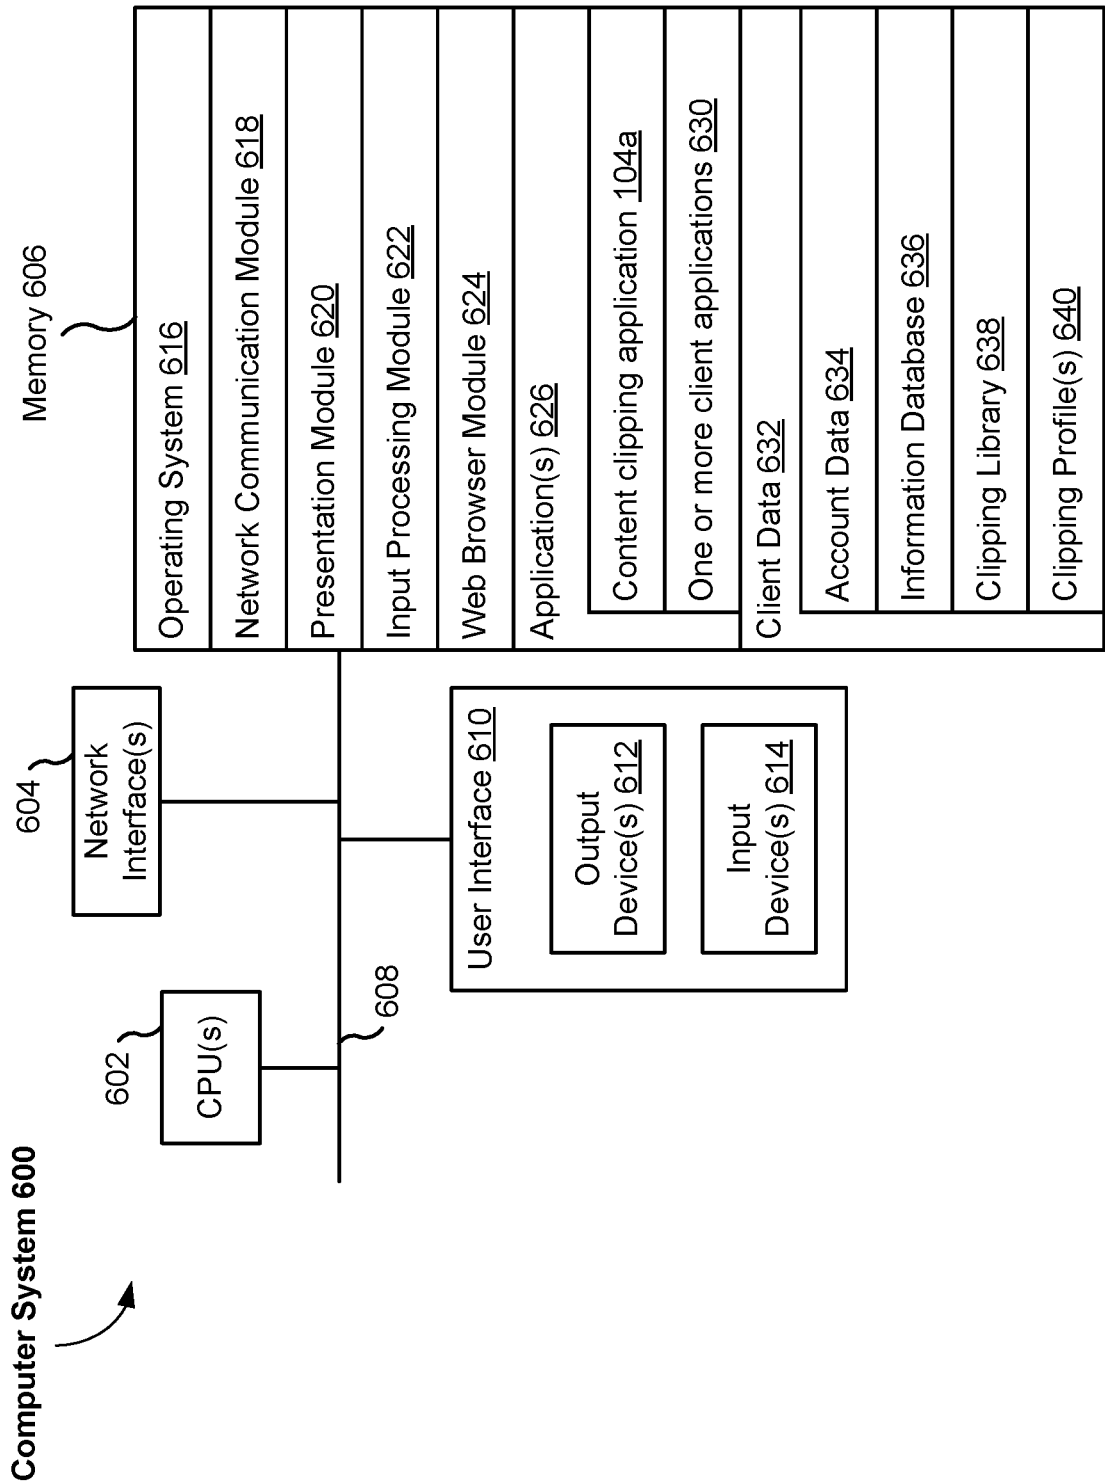 Computer System 600
602
CPU(s)
604
Network
Interface(s)
608
User Interface 610
Output
Device(s) 612
Input
Device(s) 614
Memory 606
Operating System 616
Network Communication Module 618
Presentation Module 620
Input Processing Module 622
Web Browser Module 624
Application(s) 626
Content clipping application 104a
One or more client applications 630
Client Data 632
Account Data 634
Information Database 636
Clipping Library 638
Clipping Profile(s) 640